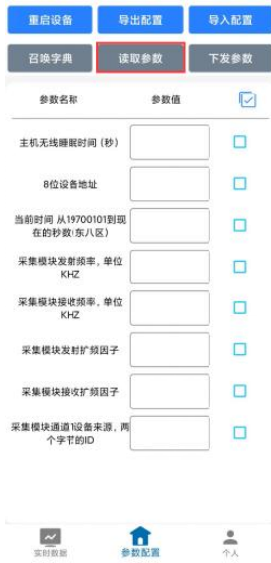 重启设备 导出配置 导入配置
召唤字典 读取参数 下发参数
参数名称 参数值
主机无线睡眠时间 (秒)
8位设备地址
当前时间 从19700101到现
在的秒数(东八区)
采集模块发射频率, 单位
KHZ
采集模块接收频率, 单位
KHZ
采集模块发射扩频因子
采集模块接收扩频因子
采集模块通道1设备来源, 两
个字节的ID
实时数据 参数配置 个人